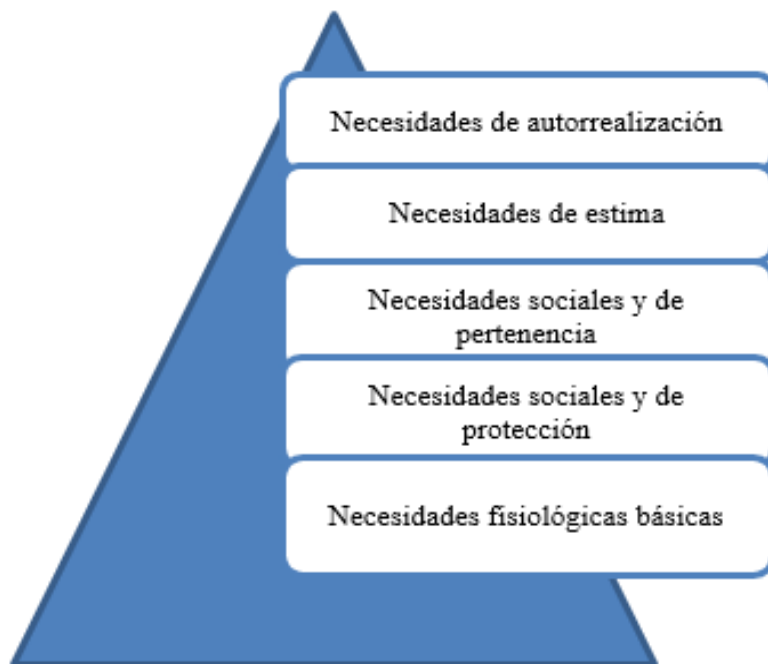 Necesidades de autorrealización
Necesidades de estima
Necesidades sociales y de
pertenencia
Necesidades sociales y de
protección
Necesidades fisiológicas básicas